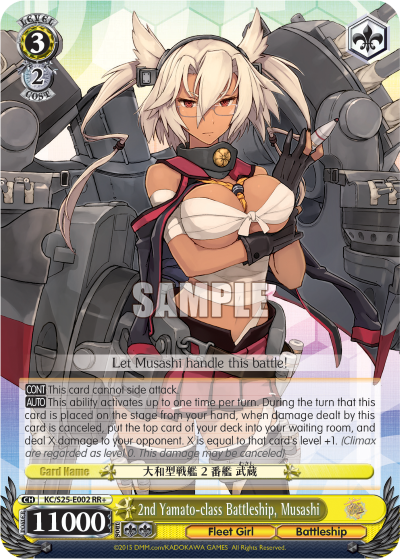 LEVEL
3
2
COST
SAMPLE
Let Musashi handle this battle!
CONT This card cannot side attack.
AUTO This ability activates up to one time per turn. During the turn that this
card is placed on the stage from your hand, when damage dealt by this
card is canceled, put the top card of your deck into your waiting room, and
deal X damage to your opponent. X is equal to that card's level +1. (Climax
are regarded as level 0. This damage may be canceled)
Card Name
大和型戦艦 2番艦 武蔵
むさし
CH KC/S25-E002 RR+
2nd Yamato-class Battleship, Musashi
POWER
11000
SOUL
Fleet Girl
Battleship
©2015 DMM.com/KADOKAWA GAMES All Rights Reserved.